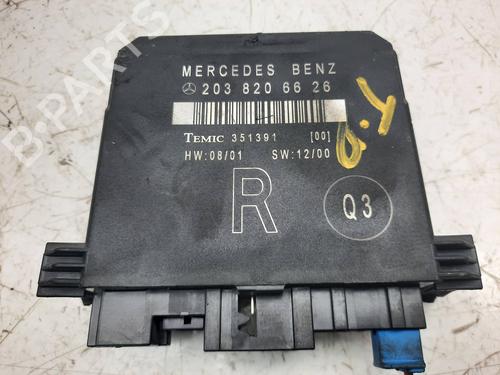 MERCEDES BENZ
203 820 66 26
TEMIC 351391 [00]
HW:08/01 SW:12/00
R
Q3
B-PARTS